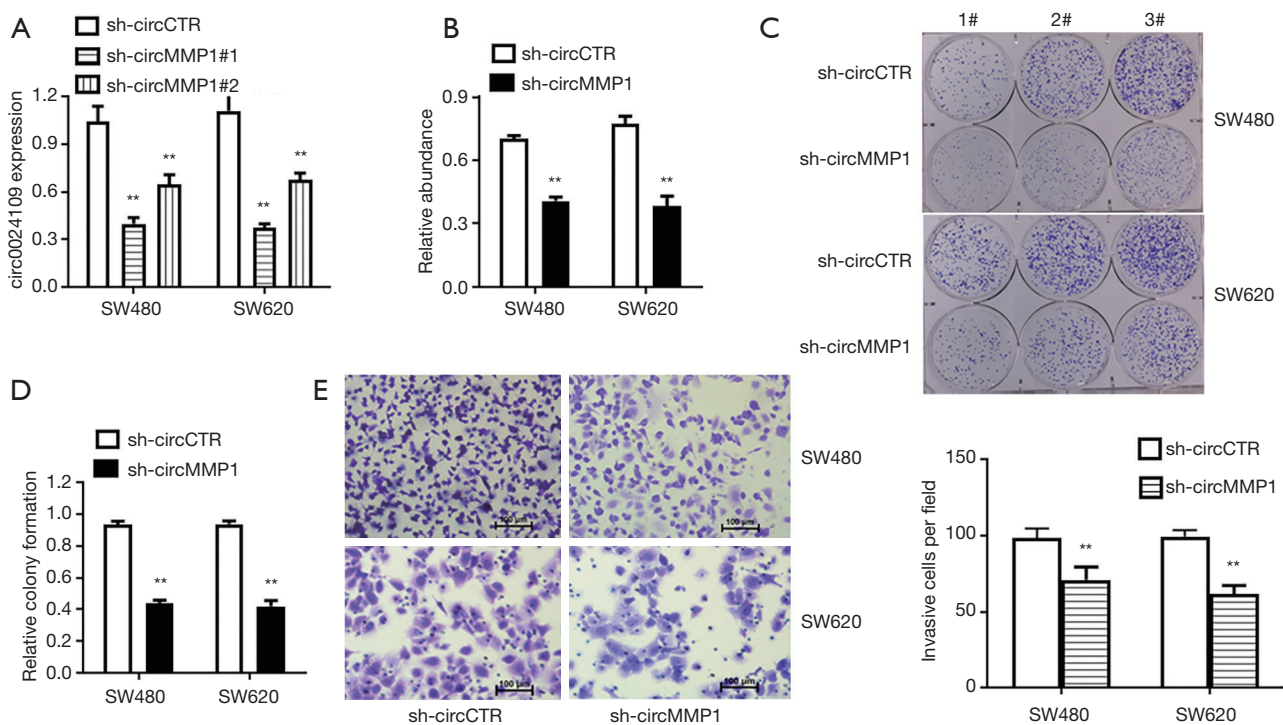 A
sh-circCTR
sh-circMMP1#1
sh-circMMP1#2
circ0024109 expression
1.2
0.9
0.6
0.3
0.0
**
**
**
**
SW480
SW620
B
sh-circCTR
sh-circMMP1
Relative abundance
0.9
0.6
0.3
0.0
**
**
SW480
SW620
C
1#
2#
3#
sh-circCTR
sh-circMMP1
SW480
sh-circCTR
sh-circMMP1
SW620
D
sh-circCTR
sh-circMMP1
Relative colony formation
1.2
1.0
0.8
0.6
0.4
0.2
0.0
**
**
SW480
SW620
E
100 µm
100 µm
SW480
100 µm
100 µm
SW620
sh-circCTR
sh-circMMP1
sh-circCTR
sh-circMMP1
Invasive cells per field
150
100
50
0
**
**
SW480
SW620